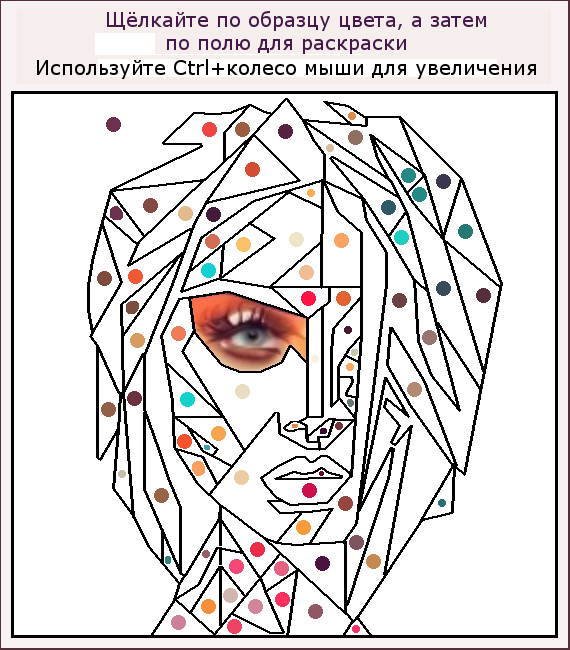 Щёлкайте по образцу цвета, а затем
по полю для раскраски
Используйте Ctrl+колесо мыши для увеличения